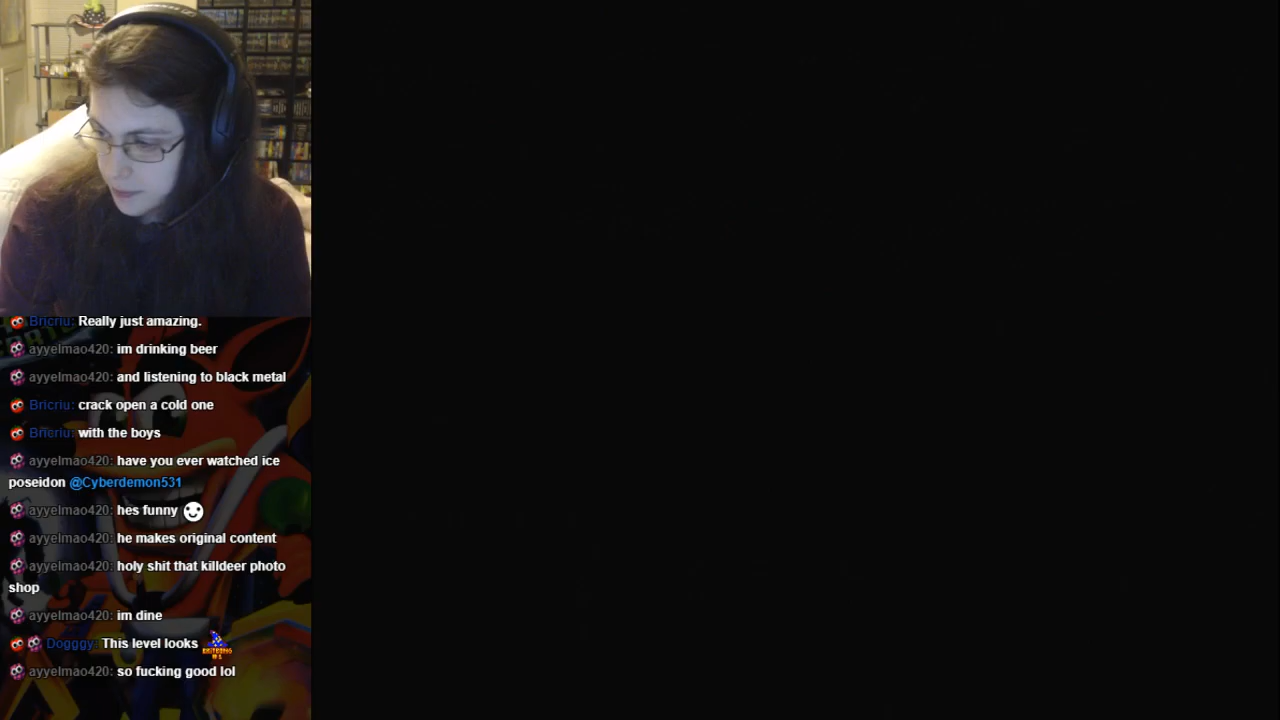 Bricriu: Really just amazing.
ayyelmao420: im drinking beer
ayyelmao420: and listening to black metal
Bricriu: crack open a cold one
Bricriu: with the boys
ayyelmao420: have you ever watched ice
poseidon @Cyberdemon531
ayyelmao420: hes funny
ayyelmao420: he makes original content
ayyelmao420: holy shit that killdeer photo
shop
ayyelmao420: im dine
Dogggy: This level looks
ayyelmao420: so fucking good lol